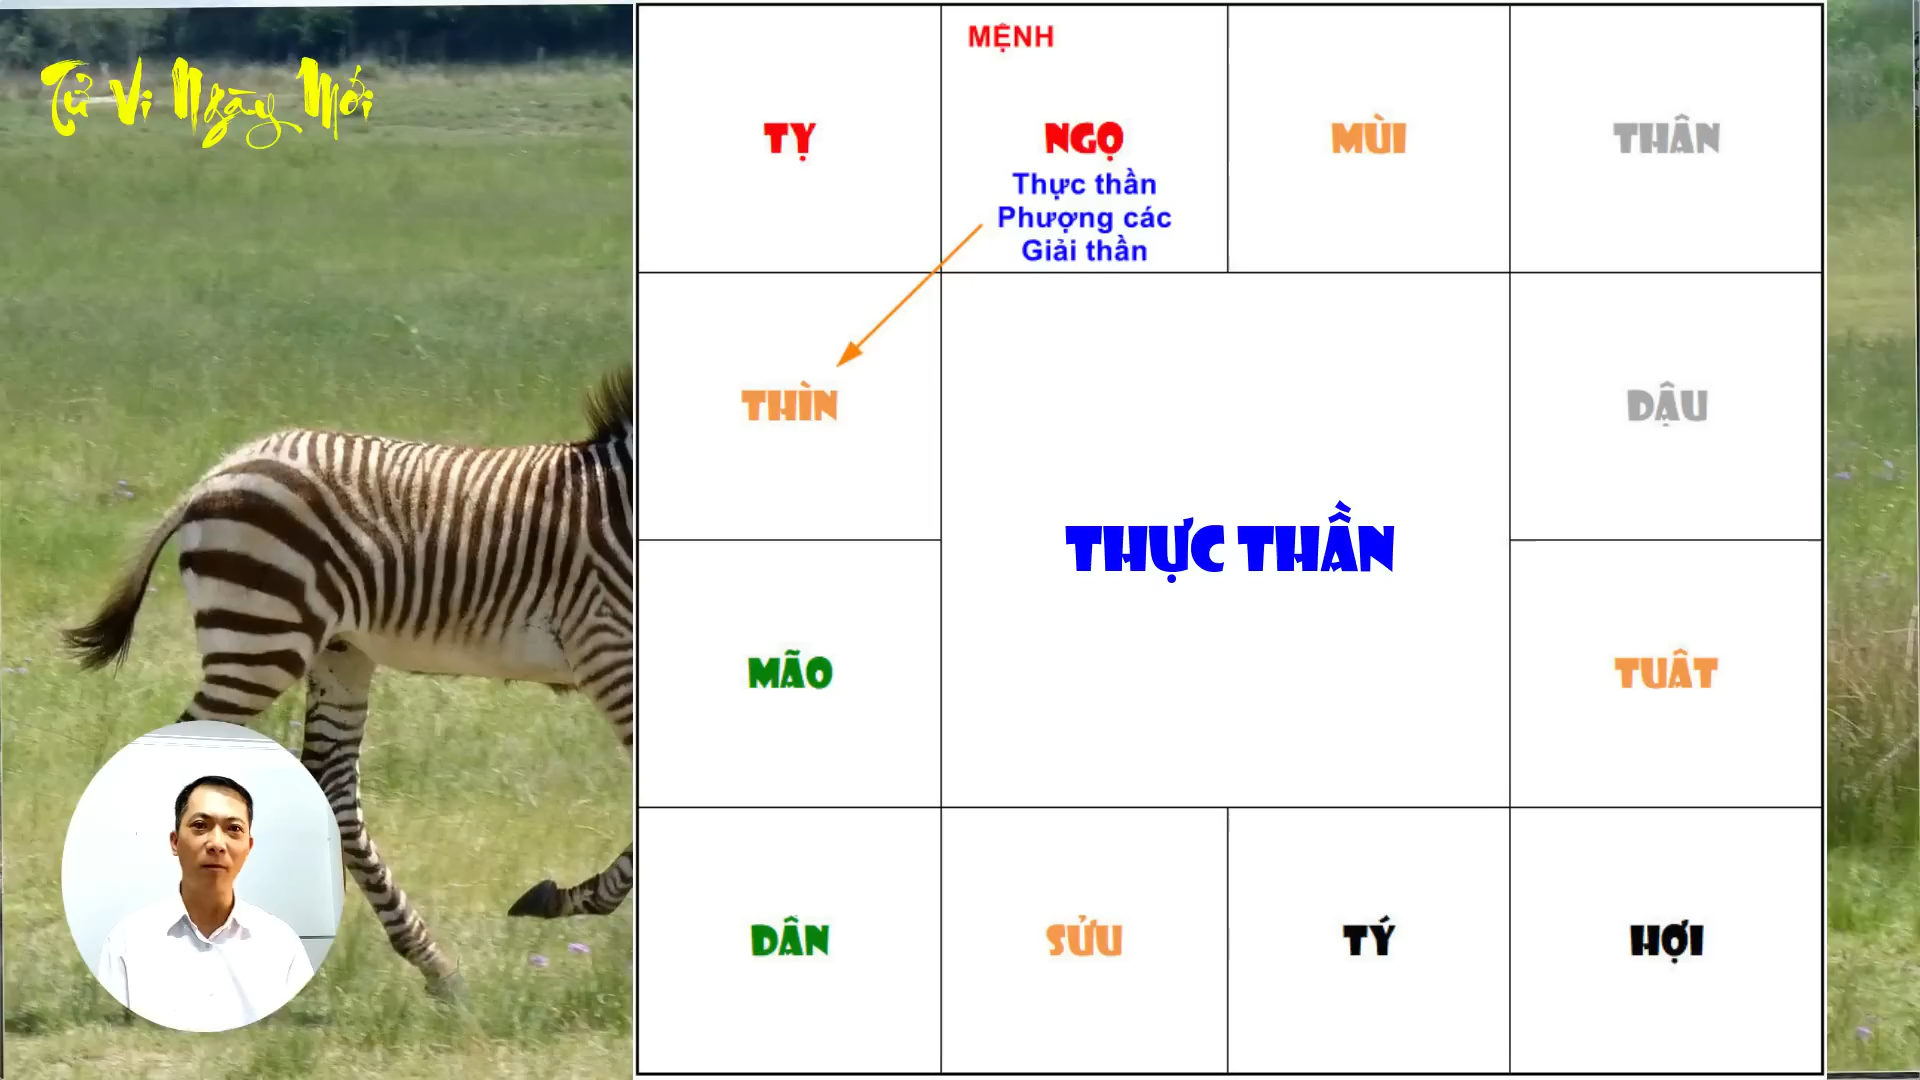 Tử Vi Ngày Mới
MỆNH
TỴ
NGỌ
MÙI
THÂN
Thực thần
Phượng các
Giải thần
THÌN
DẬU
THỰC THẦN
MÃO
TUẤT
DẦN
SỬU
TÝ
HỢI